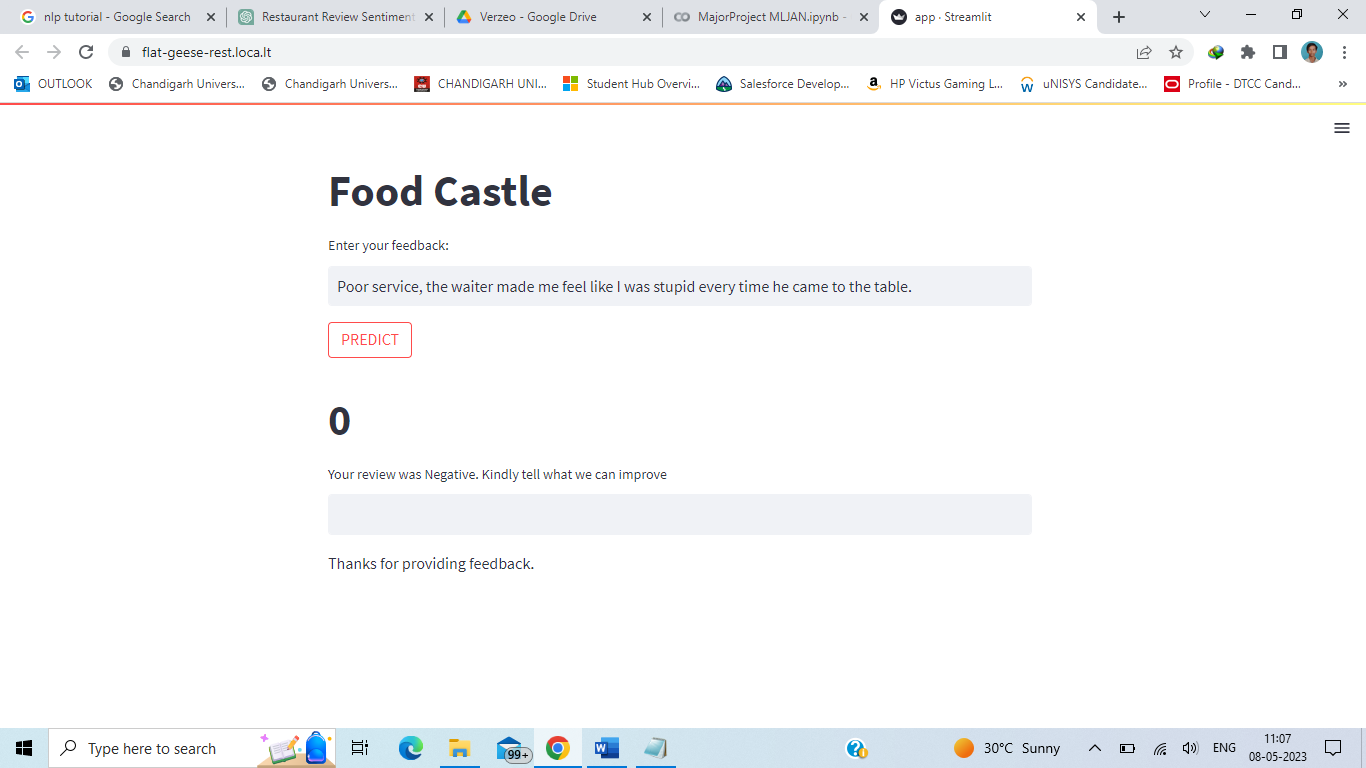 nlp tutorial - Google Search
Restaurant Review Sentiment
Verzeo - Google Drive
MajorProject MLJAN.ipynb -
app · Streamlit
flat-geese-rest.loca.lt
OUTLOOK
Chandigarh Univers...
Chandigarh Univers...
CHANDIGARH UNI...
Student Hub Overvi...
Salesforce Develop...
HP Victus Gaming L...
uNISYS Candidate...
Profile - DTCC Cand...
»
Food Castle
Enter your feedback:
Poor service, the waiter made me feel like I was stupid every time he came to the table.
PREDICT
0
Your review was Negative. Kindly tell what we can improve
Thanks for providing feedback.
Type here to search
99+
30°C Sunny
ENG
11:07
08-05-2023